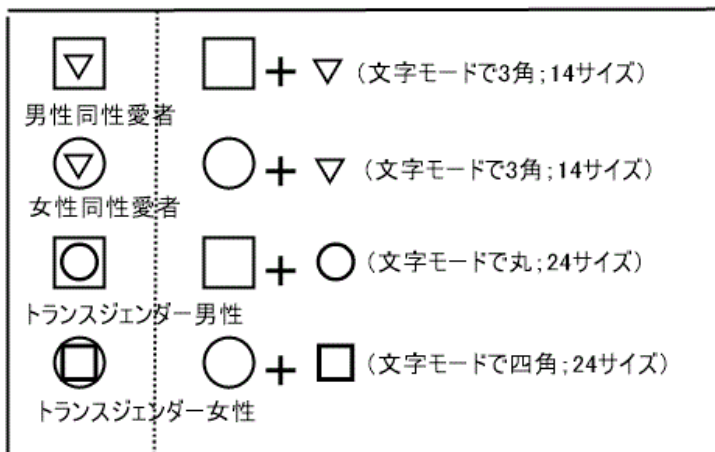 + ▽ (文字モードで3角;14サイズ)
男性同性愛者
+ ▽ (文字モードで3角;14サイズ)
女性同性愛者
+ ○ (文字モードで丸;24サイズ)
トランスジェンダー男性
+ □ (文字モードで四角;24サイズ)
トランスジェンダー女性